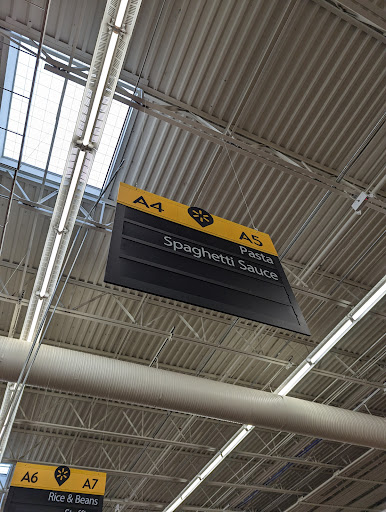 A4 A5
Pasta
Spaghetti Sauce
A6 A7
Rice & Beans